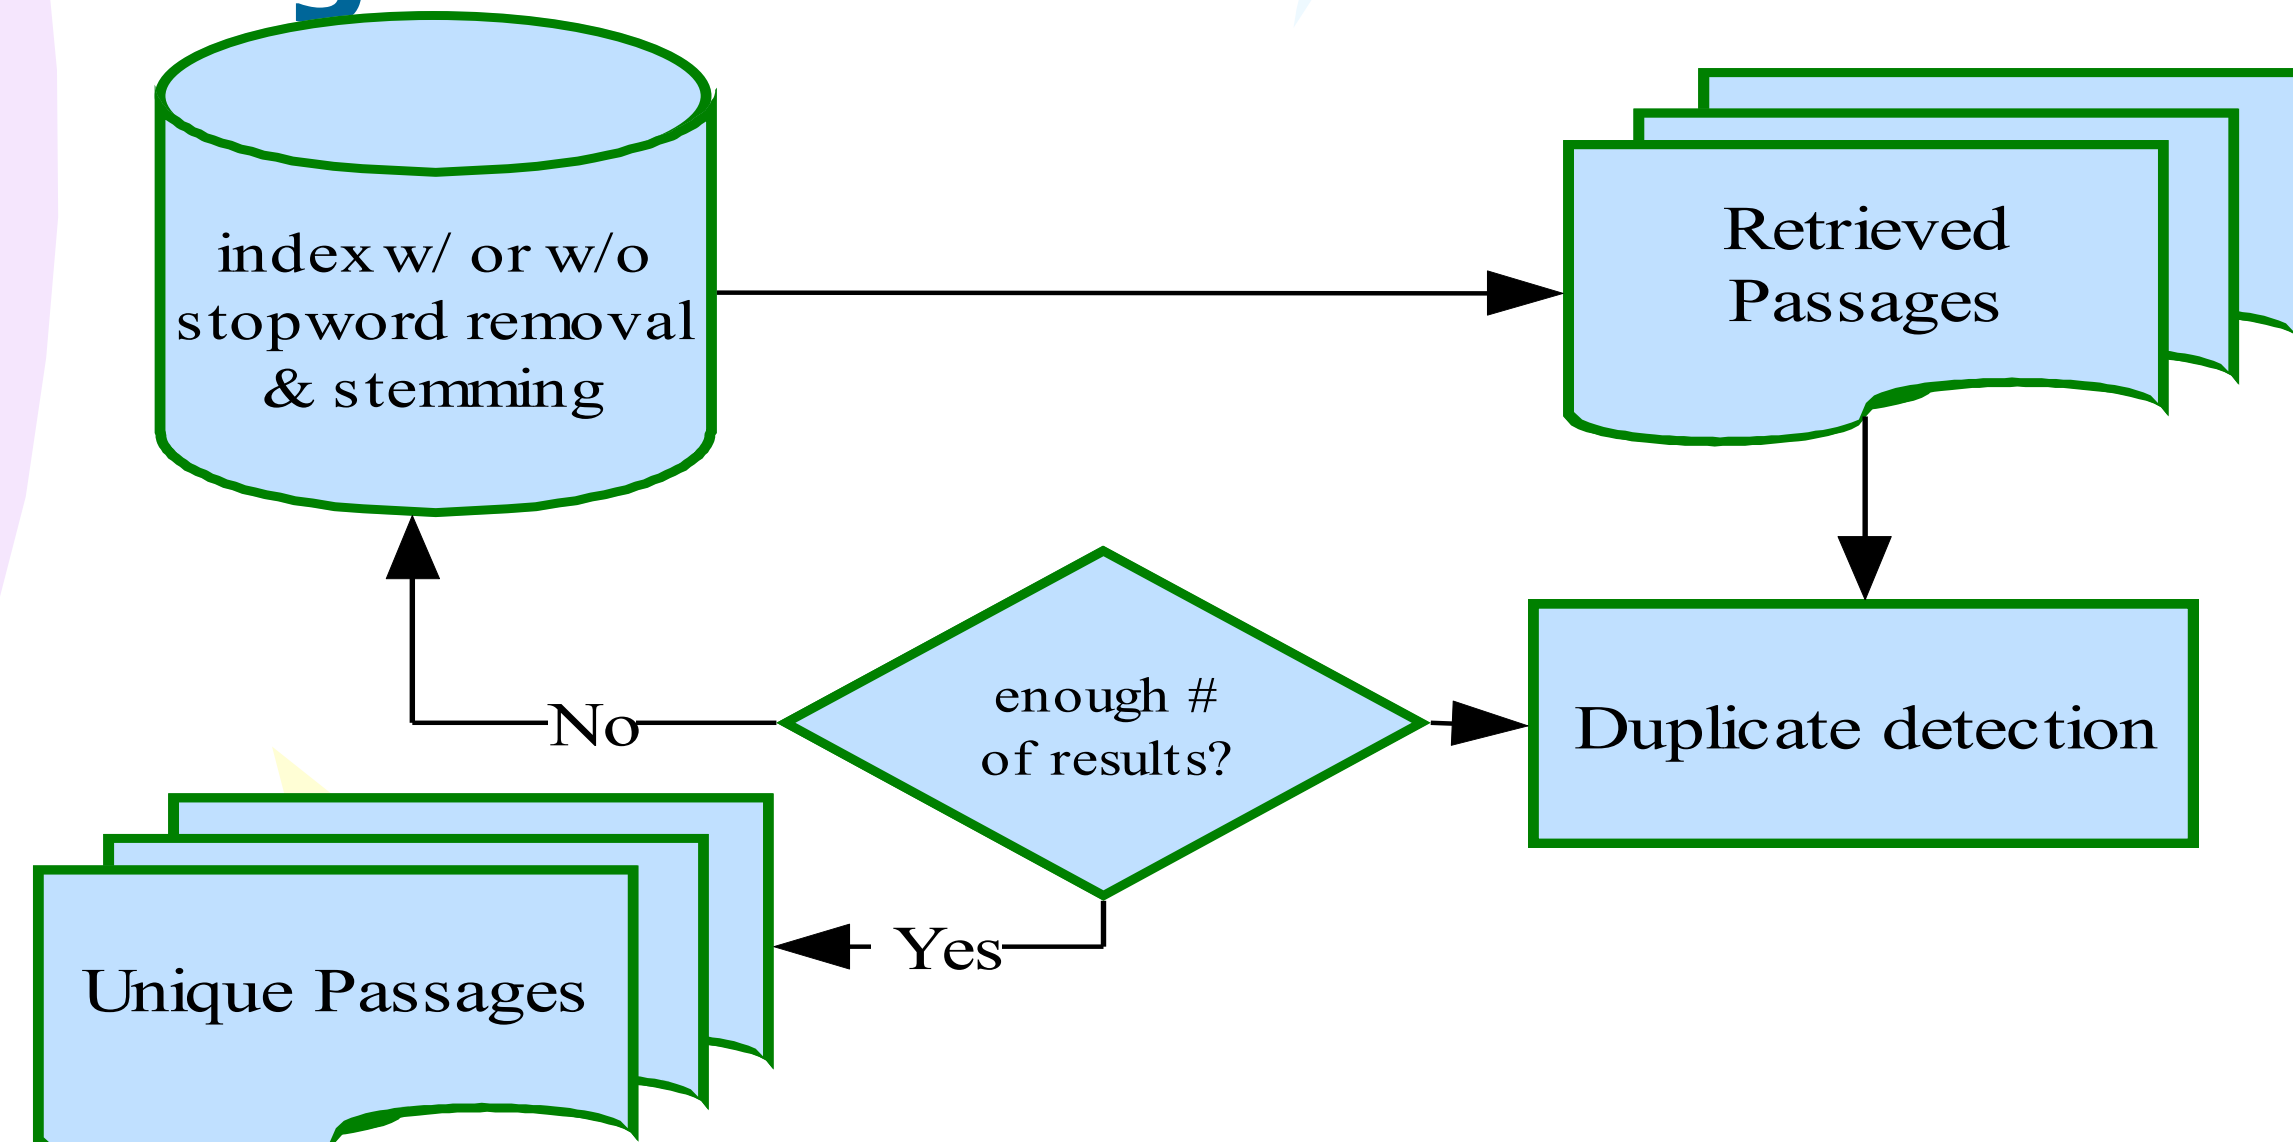 index w/ or w/o
stopword removal
& stemming
Retrieved
Passages
enough #
of results?
No
Duplicate detection
Yes
Unique Passages